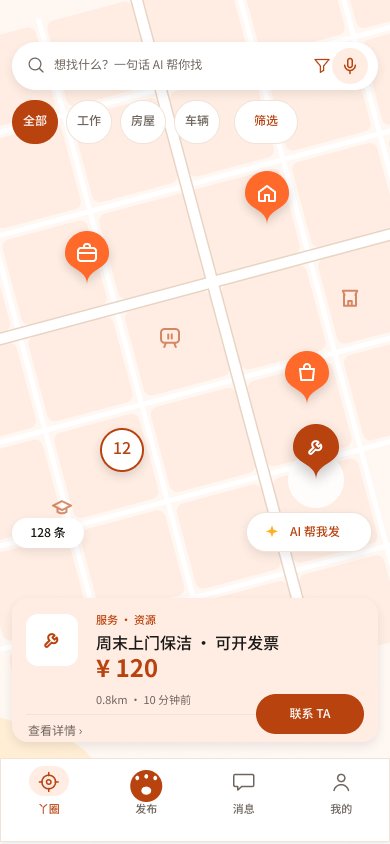 想找什么？一句话 AI 帮你找
全部 工作 房屋 车辆 筛选
12
128 条
AI 帮我发
服务 · 资源
周末上门保洁 · 可开发票
¥ 120
0.8km · 10 分钟前
联系 TA
查看详情 ›
丫圈 发布 消息 我的